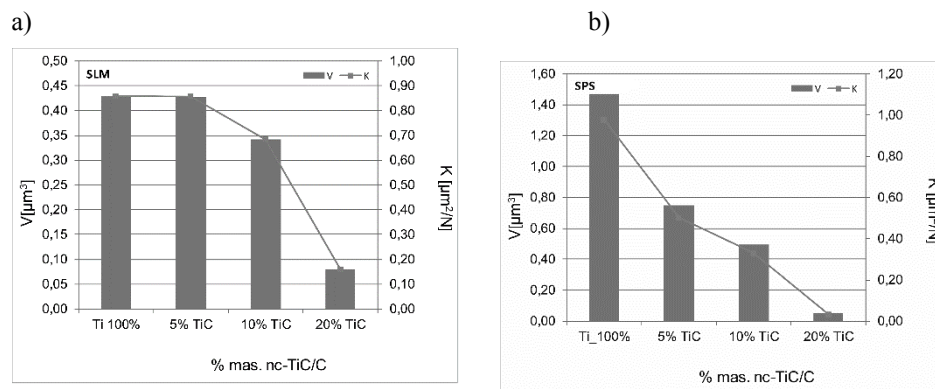 a)
b)
SLM
V K
0,50
0,45
0,40
0,35
0,30
0,25
0,20
0,15
0,10
0,05
0,00
V[µm³]
1,00
0,90
0,80
0,70
0,60
0,50
0,40
0,30
0,20
0,10
0,00
K [µm²/N]
Ti 100% 5% TiC 10% TiC 20% TiC
% mas. nc-TiC/C
SPS
V K
1,60
1,40
1,20
1,00
0,80
0,60
0,40
0,20
0,00
V[µm³]
1,20
1,00
0,80
0,60
0,40
0,20
0,00
K [µm²/N]
Ti_100% 5% TiC 10% TiC 20% TiC
% mas. nc-TiC/C